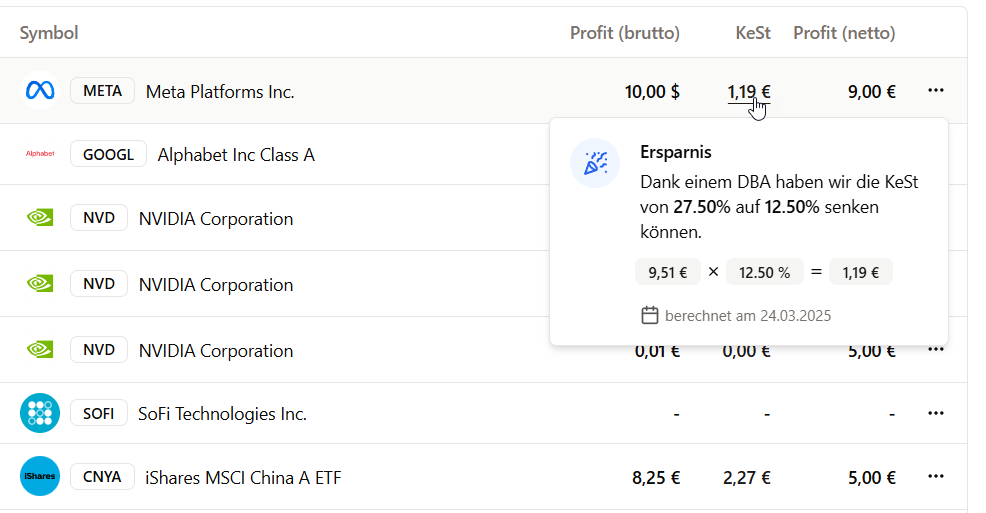 Symbol Profit (brutto) KeSt Profit (netto)
META Meta Platforms Inc. 10,00 $ 1,19 € 9,00 € ···
Alphabet GOOGL Alphabet Inc Class A
Ersparnis
Dank einem DBA haben wir die KeSt
von 27.50% auf 12.50% senken
können.
9,51 € × 12.50 % = 1,19 €
berechnet am 24.03.2025
NVD NVIDIA Corporation
NVD NVIDIA Corporation
NVD NVIDIA Corporation 0,01 € 0,00 € 5,00 € ···
SOFI SoFi Technologies Inc. - - - ···
iShares CNYA iShares MSCI China A ETF 8,25 € 2,27 € 5,00 € ···